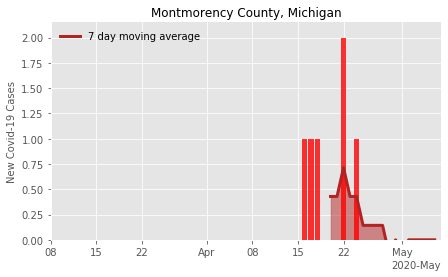 Montmorency County, Michigan
7 day moving average
New Covid-19 Cases
2.00
1.75
1.50
1.25
1.00
0.75
0.50
0.25
0.00
08 15 22 Apr 08 15 22 May
2020-May